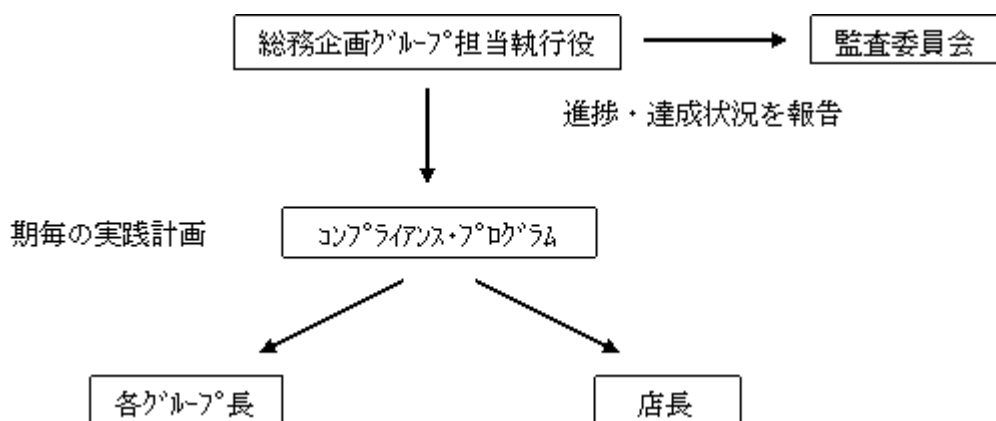 総務企画ｸﾞﾙｰﾌﾟ担当執行役
監査委員会
進捗・達成状況を報告
期毎の実践計画
ｺﾝﾌﾟﾗｲｱﾝｽ･ﾌﾟﾛｸﾞﾗﾑ
各ｸﾞﾙｰﾌﾟ長
店長